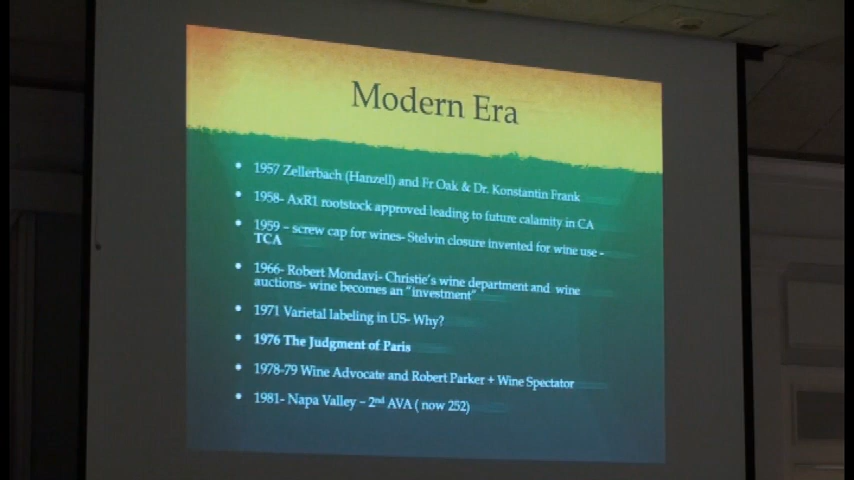 Modern Era
• 1957 Zellerbach (Hanzell) and Fr Oak & Dr. Konstantin Frank
• 1958- AxR1 rootstock approved leading to future calamity in CA
• 1959 – screw cap for wines- Stelvin closure invented for wine use -
TCA
• 1966- Robert Mondavi- Christie's wine department and wine
auctions- wine becomes an "investment"
• 1971 Varietal labeling in US- Why?
• 1976 The Judgment of Paris
• 1978-79 Wine Advocate and Robert Parker + Wine Spectator
• 1981- Napa Valley – 2nd AVA ( now 252)